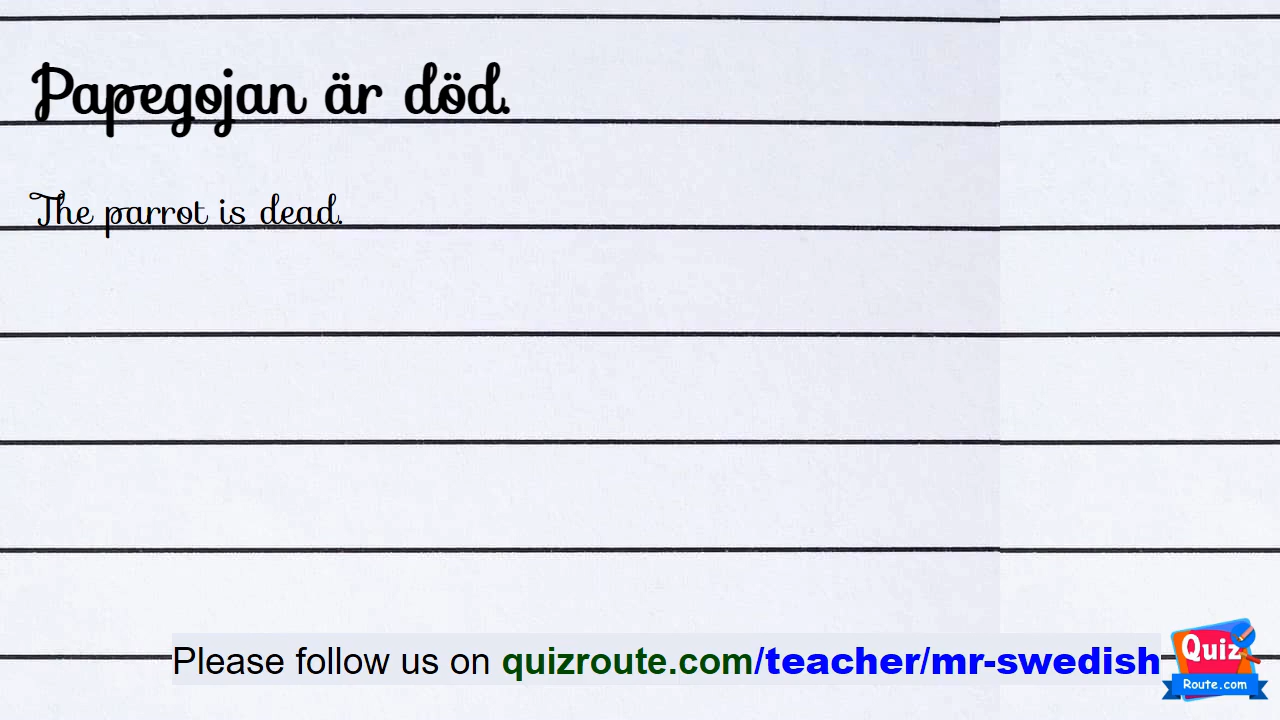 Papegojan är död.
The parrot is dead.
Please follow us on quizroute.com/teacher/mr-swedish
Quiz
Route.com